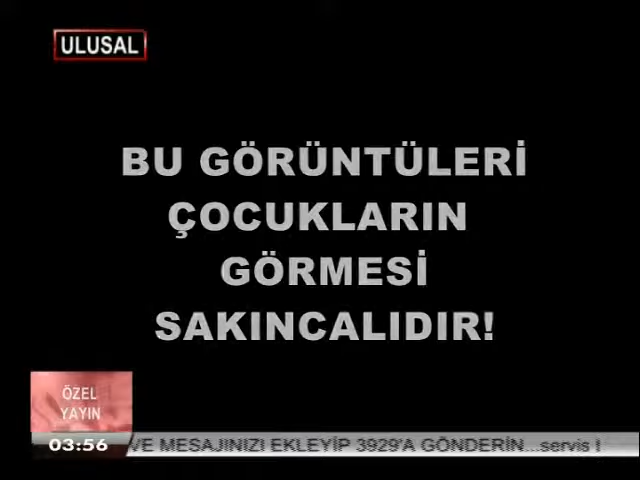 ULUSAL
BU GÖRÜNTÜLERİ
ÇOCUKLARIN
GÖRMESİ
SAKINCALIDIR!
ÖZEL
YAYIN
03:56 VE MESAJINIZI EKLEYİP 3929'A GÖNDERİN...servis